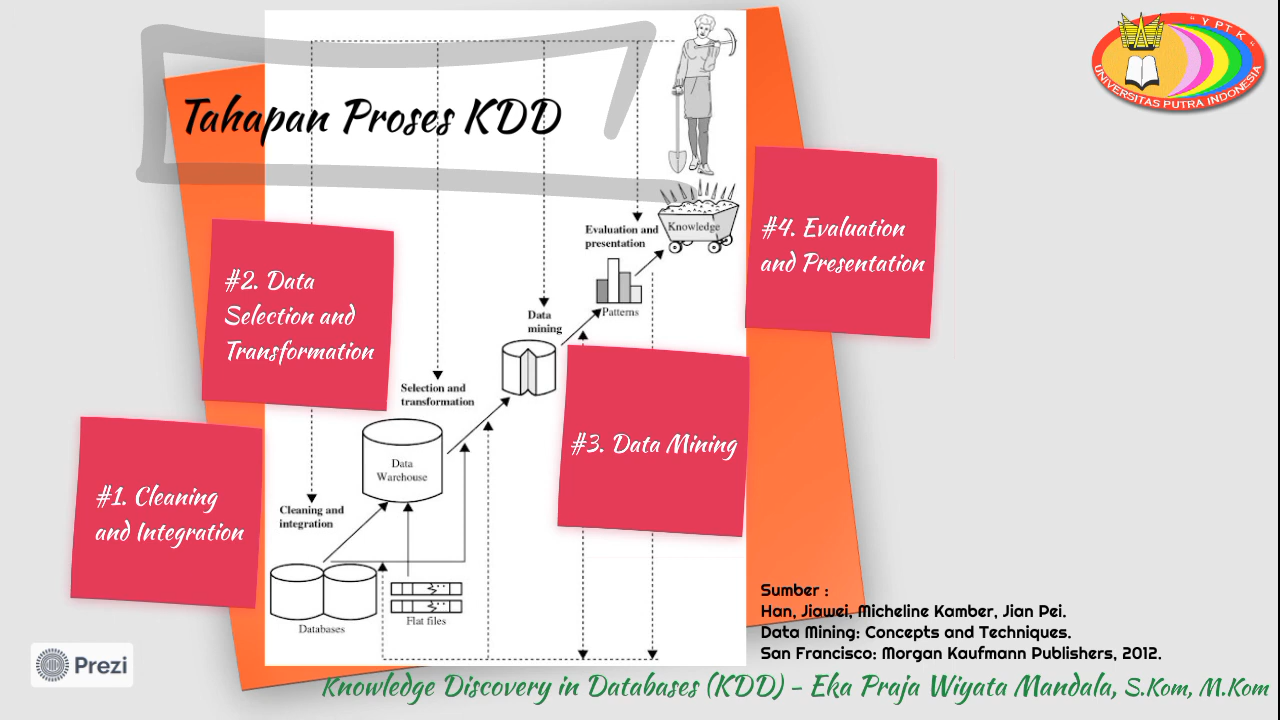 " Y P T K "
UNIVERSITAS PUTRA INDONESIA
Tahapan Proses KDD
#1. Cleaning
and Integration
#2. Data
Selection and
Transformation
#3. Data Mining
#4. Evaluation
and Presentation
Knowledge
Evaluation and
presentation
Patterns
Data
mining
Selection and
transformation
Data
Warehouse
Cleaning and
integration
Databases
Flat files
Sumber :
Han, Jiawei, Micheline Kamber, Jian Pei.
Data Mining: Concepts and Techniques.
San Francisco: Morgan Kaufmann Publishers, 2012.
Prezi
Knowledge Discovery in Databases (KDD) - Eka Praja Wiyata Mandala, S.Kom, M.Kom